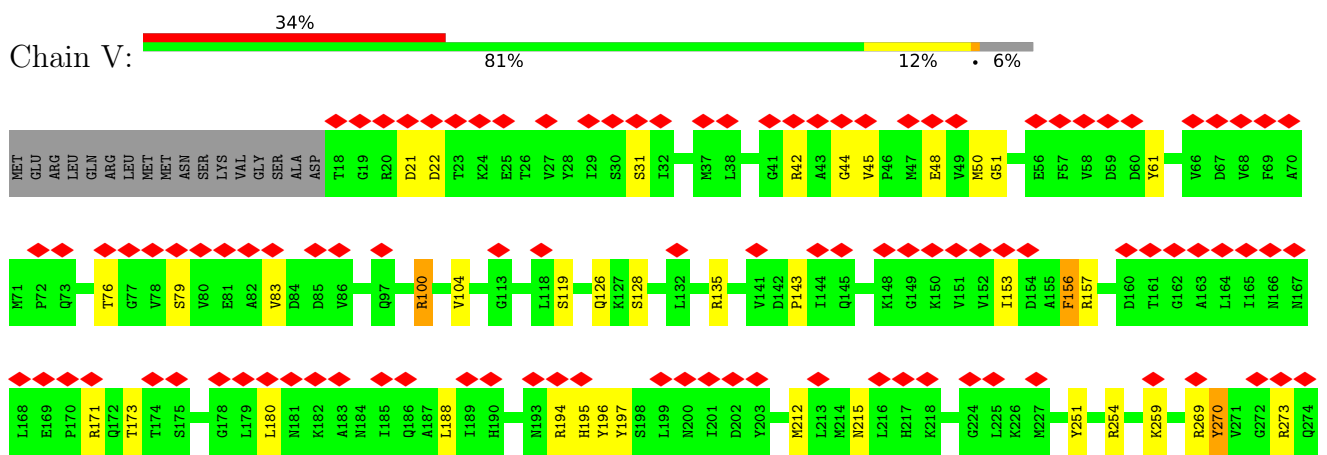 34%
Chain V:
81% 12% • 6%
MET GLU ARG LEU GLN ARG LEU MET MET ASN SER LYS VAL GLY SER ALA ASP T18 G19 R20 D21 D22 T23 K24 E25 T26 V27 Y28 I29 S30 S31 I32 M37 L38 G41 R42 A43 G44 V45 P46 M47 E48 V49 M50 G51 E56 F57 V58 D59 D60 Y61 V66 D67 V68 F69 A70
M71 P72 Q73 T76 G77 V78 S79 V80 E81 A82 V83 D84 D85 V86 Q97 R100 V104 G113 L118 S119 Q126 K127 S128 L132 R135 V141 D142 P143 I144 Q145 K148 G149 K150 V151 V152 I153 D154 A155 F156 R157 D160 T161 G162 A163 L164 I165 N166 N167
L168 E169 P170 R171 Q172 T173 T174 S175 G178 L179 L180 N181 K182 A183 N184 I185 Q186 A187 L188 I189 H190 N193 R194 H195 Y196 Y197 S198 L199 N200 I201 D202 Y203 M212 L213 M214 N215 L216 H217 K218 G224 L225 K226 M227 Y251 R254 K259 R269 Y270 V271 G272 R273 Q274